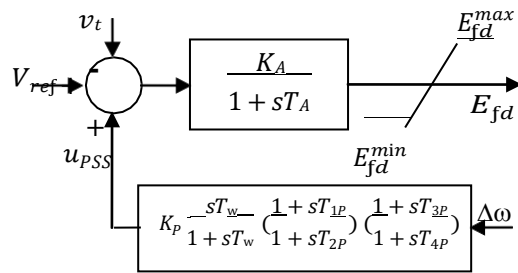 v_t
E_fd^max
V_ref
-
K_A
1 + sT_A
E_fd
+
E_fd^min
u_PSS
K_P sT_w / 1 + sT_w (1 + sT_1P / 1 + sT_2P) (1 + sT_3P / 1 + sT_4P)
Δω